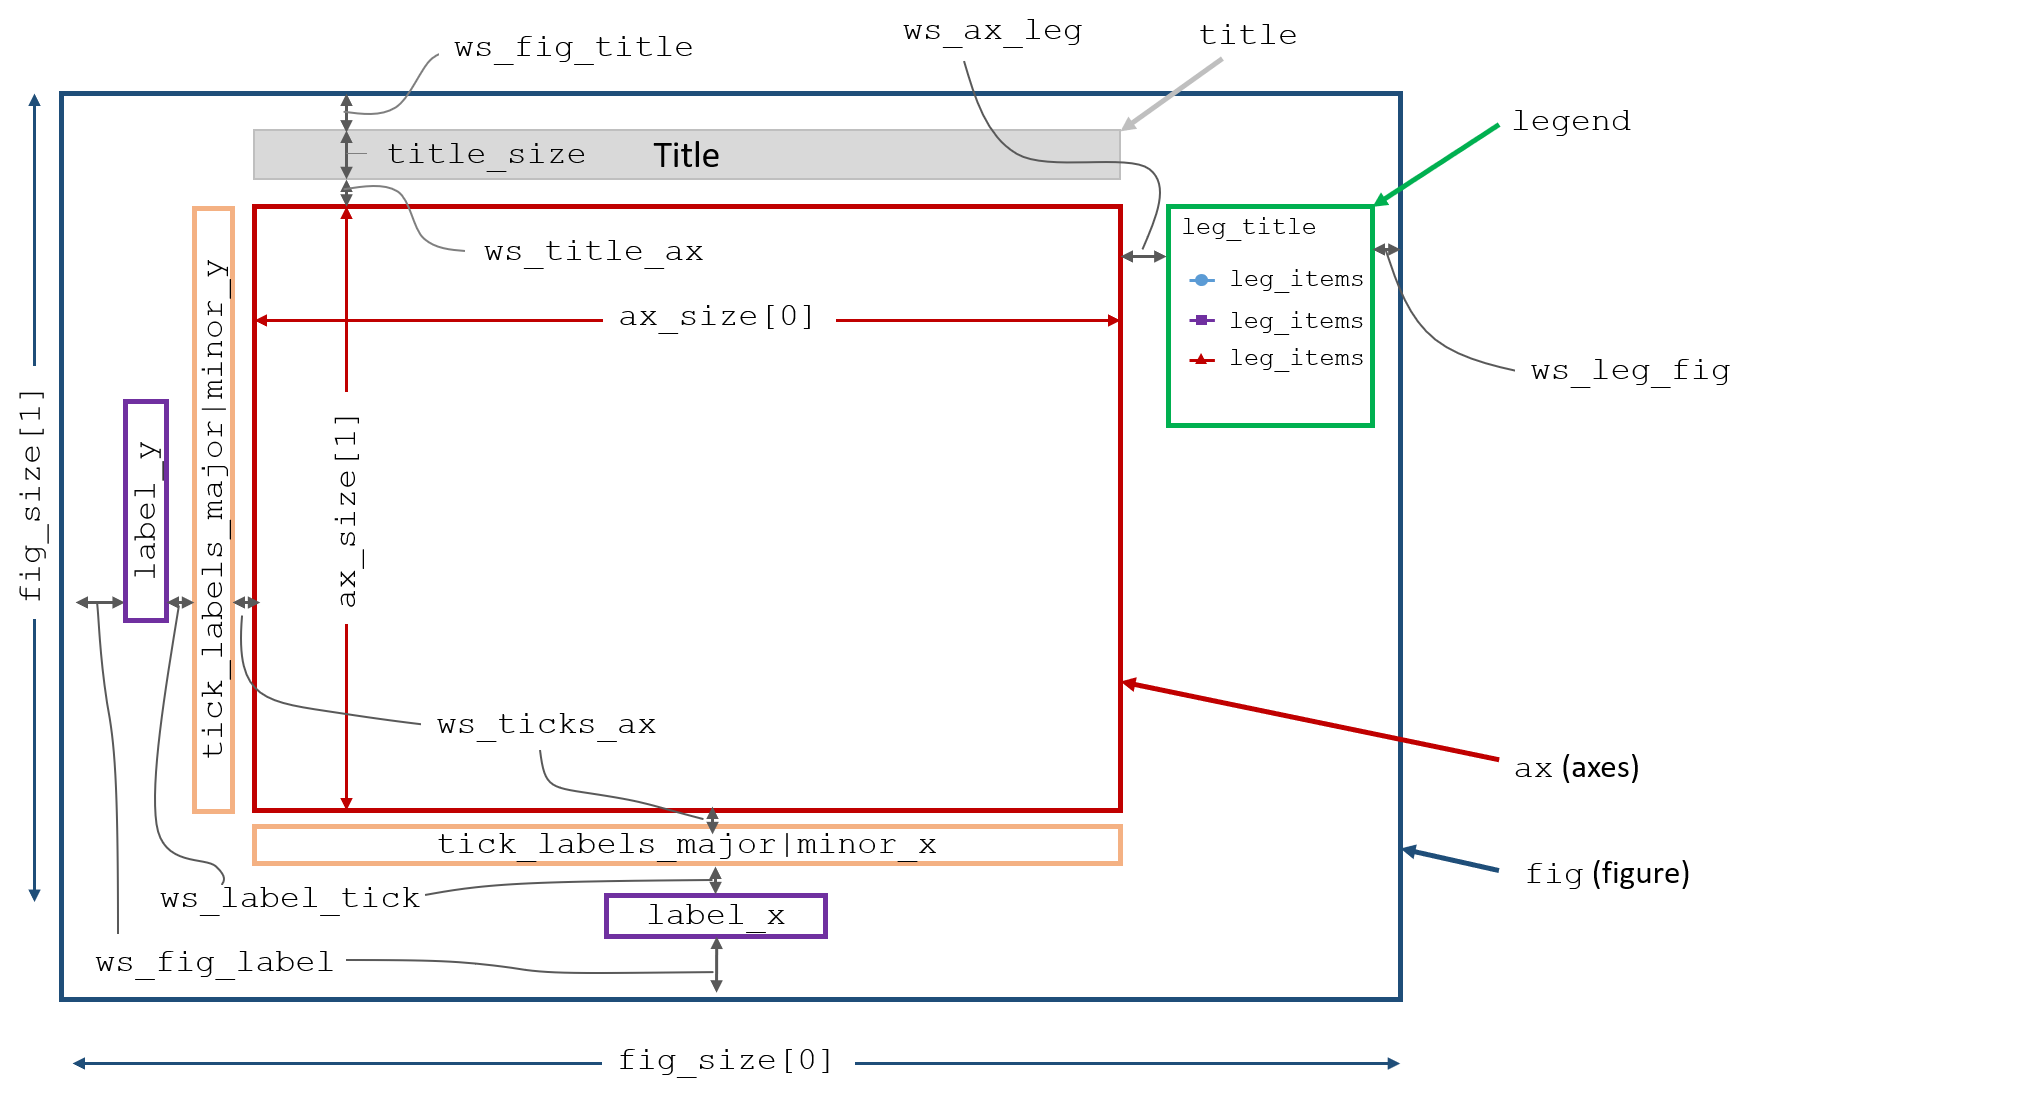 ws_fig_title
ws_ax_leg
title
legend
title_size
Title
leg_title
ws_title_ax
leg_items
ax_size[0]
leg_items
leg_items
ws_leg_fig
fig_size[1]
label_y
tick_labels_major|minor_y
ax_size[1]
ws_ticks_ax
ax (axes)
tick_labels_major|minor_x
fig (figure)
ws_label_tick
label_x
ws_fig_label
fig_size[0]